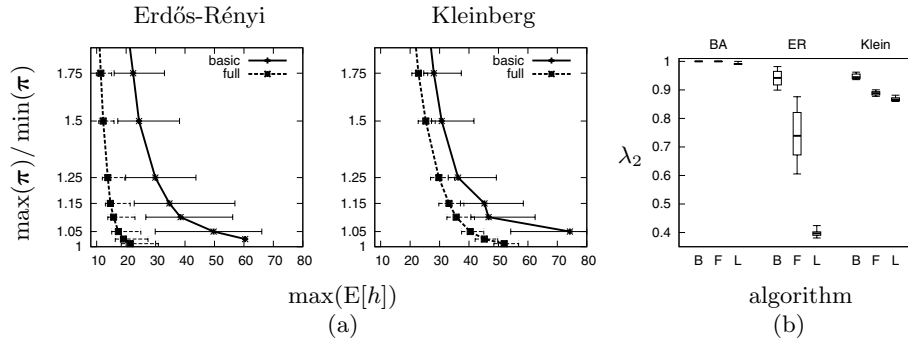 Erdős-Rényi
Kleinberg
max(π)/ min(π)
1.75
1.5
1.25
1.15
1.05
1
basic
full
10 20 30 40 50 60 70 80
1.75
1.5
1.25
1.15
1.05
1
basic
full
20 30 40 50 60 70 80
max(E[h])
(a)
BA ER Klein
λ2
1
0.9
0.8
0.7
0.6
0.5
0.4
B F L B F L B F L
algorithm
(b)